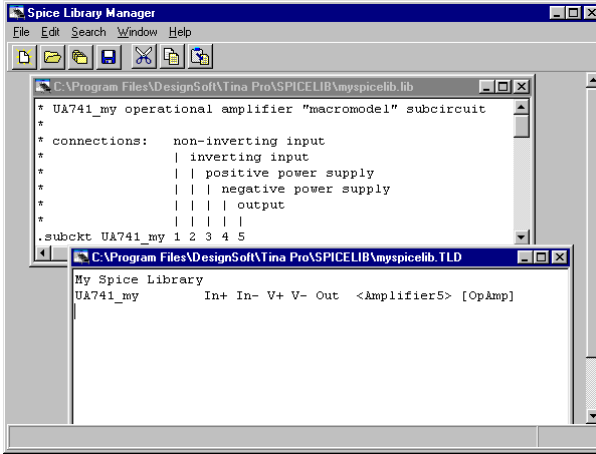 Spice Library Manager
File Edit Search Window Help
C:\Program Files\DesignSoft\Tina Pro\SPICELIB\myspicelib.lib
* UA741_my operational amplifier "macromodel" subcircuit
*
* connections:   non-inverting input
*                | inverting input
*                | | positive power supply
*                | | | negative power supply
*                | | | | output
*                | | | | |
.subckt UA741_my 1 2 3 4 5
C:\Program Files\DesignSoft\Tina Pro\SPICELIB\myspicelib.TLD
My Spice Library
UA741_my        In+ In- V+ V- Out  <Amplifier5> [OpAmp]